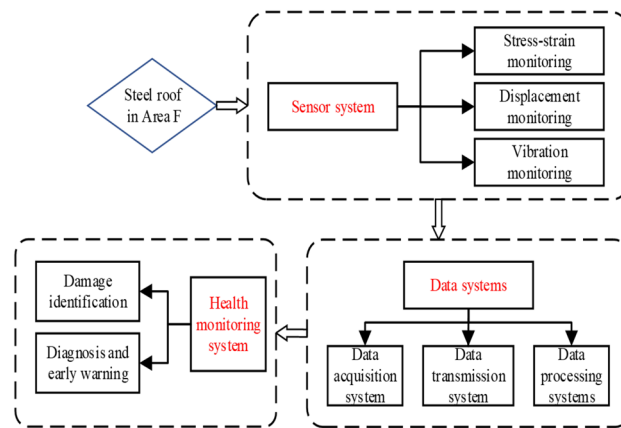 Steel roof
in Area F
Sensor system
Stress-strain
monitoring
Displacement
monitoring
Vibration
monitoring
Damage
identification
Diagnosis and
early warning
Health
monitoring
system
Data systems
Data
acquisition
system
Data
transmission
system
Data
processing
systems